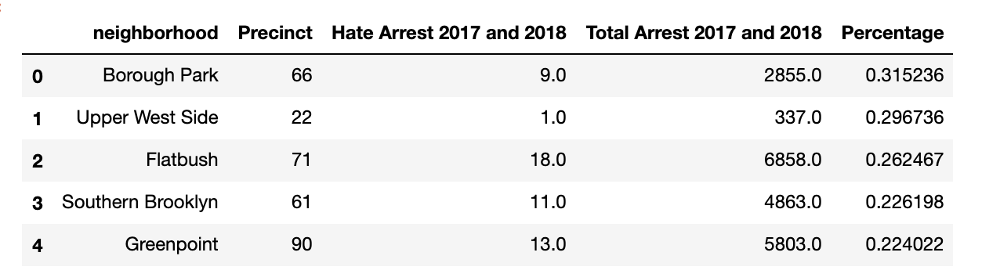 neighborhood Precinct Hate Arrest 2017 and 2018 Total Arrest 2017 and 2018 Percentage
0 Borough Park 66 9.0 2855.0 0.315236
1 Upper West Side 22 1.0 337.0 0.296736
2 Flatbush 71 18.0 6858.0 0.262467
3 Southern Brooklyn 61 11.0 4863.0 0.226198
4 Greenpoint 90 13.0 5803.0 0.224022